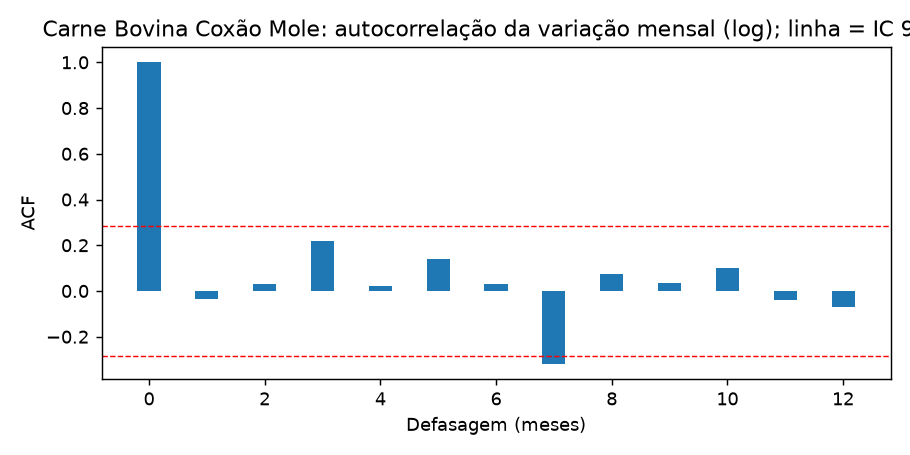 Carne Bovina Coxão Mole: autocorrelação da variação mensal (log); linha = IC 9
1.0
0.8
0.6
0.4
0.2
0.0
−0.2
ACF
0 2 4 6 8 10 12
Defasagem (meses)